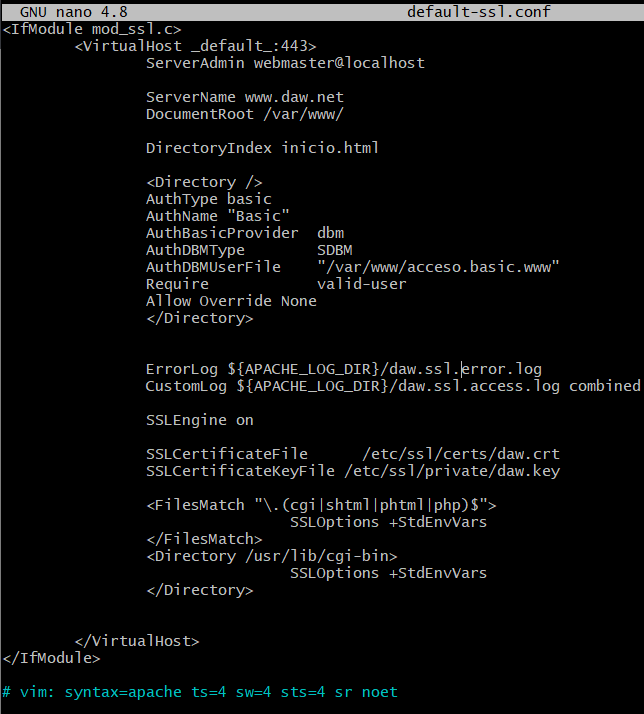 GNU nano 4.8 default-ssl.conf
<IfModule mod_ssl.c>
<VirtualHost _default_:443>
ServerAdmin webmaster@localhost
ServerName www.daw.net
DocumentRoot /var/www/
DirectoryIndex inicio.html
<Directory />
AuthType basic
AuthName "Basic"
AuthBasicProvider dbm
AuthDBMType SDBM
AuthDBMUserFile "/var/www/acceso.basic.www"
Require valid-user
Allow Override None
</Directory>
ErrorLog ${APACHE_LOG_DIR}/daw.ssl.error.log
CustomLog ${APACHE_LOG_DIR}/daw.ssl.access.log combined
SSLEngine on
SSLCertificateFile /etc/ssl/certs/daw.crt
SSLCertificateKeyFile /etc/ssl/private/daw.key
<FilesMatch "\.(cgi|shtml|phtml|php)$">
SSLOptions +StdEnvVars
</FilesMatch>
<Directory /usr/lib/cgi-bin>
SSLOptions +StdEnvVars
</Directory>
</VirtualHost>
</IfModule>
# vim: syntax=apache ts=4 sw=4 sts=4 sr noet